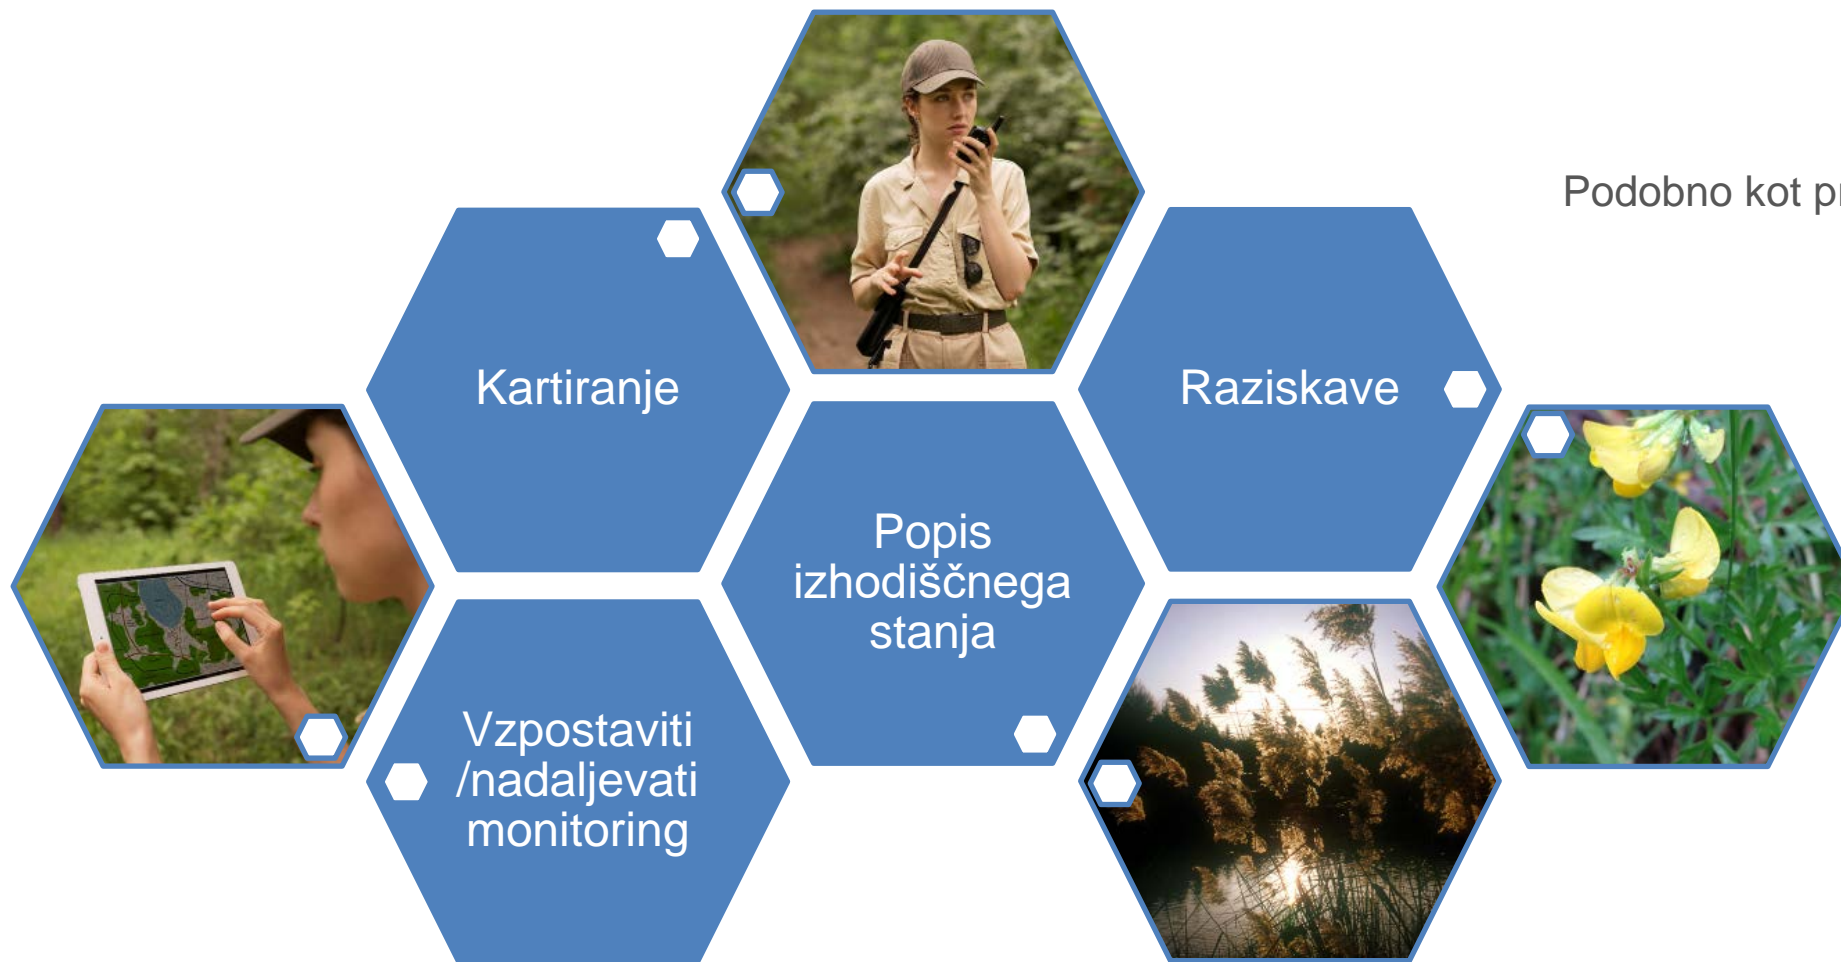 Podobno kot
Kartiranje
Raziskave
Popis
izhodiščnega
stanja
Vzpostaviti
/nadaljevati
monitoring